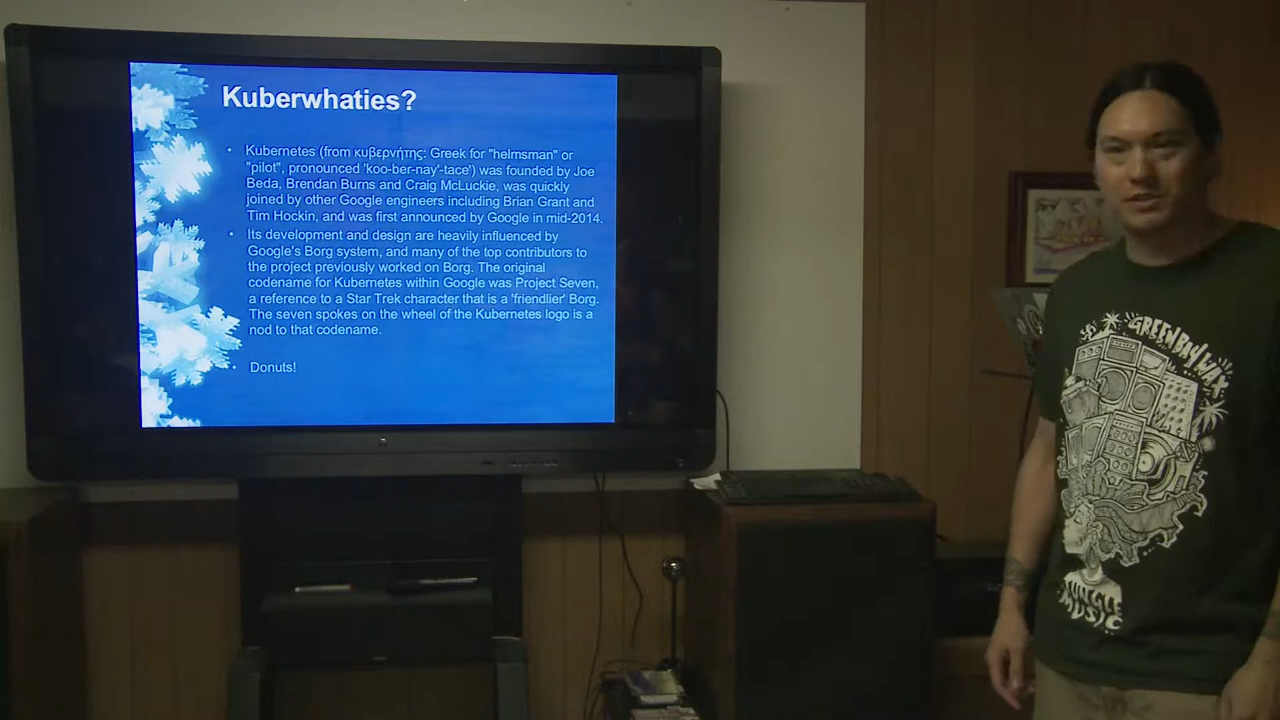 Kuberwhaties?
• Kubernetes (from κυβερνήτης: Greek for "helmsman" or
"pilot", pronounced 'koo-ber-nay'-tace') was founded by Joe
Beda, Brendan Burns and Craig McLuckie, was quickly
joined by other Google engineers including Brian Grant and
Tim Hockin, and was first announced by Google in mid-2014.
• Its development and design are heavily influenced by
Google's Borg system, and many of the top contributors to
the project previously worked on Borg. The original
codename for Kubernetes within Google was Project Seven,
a reference to a Star Trek character that is a 'friendlier' Borg.
The seven spokes on the wheel of the Kubernetes logo is a
nod to that codename.
• Donuts!
GREEN BAY WAX
JUNGLE
MUSIC